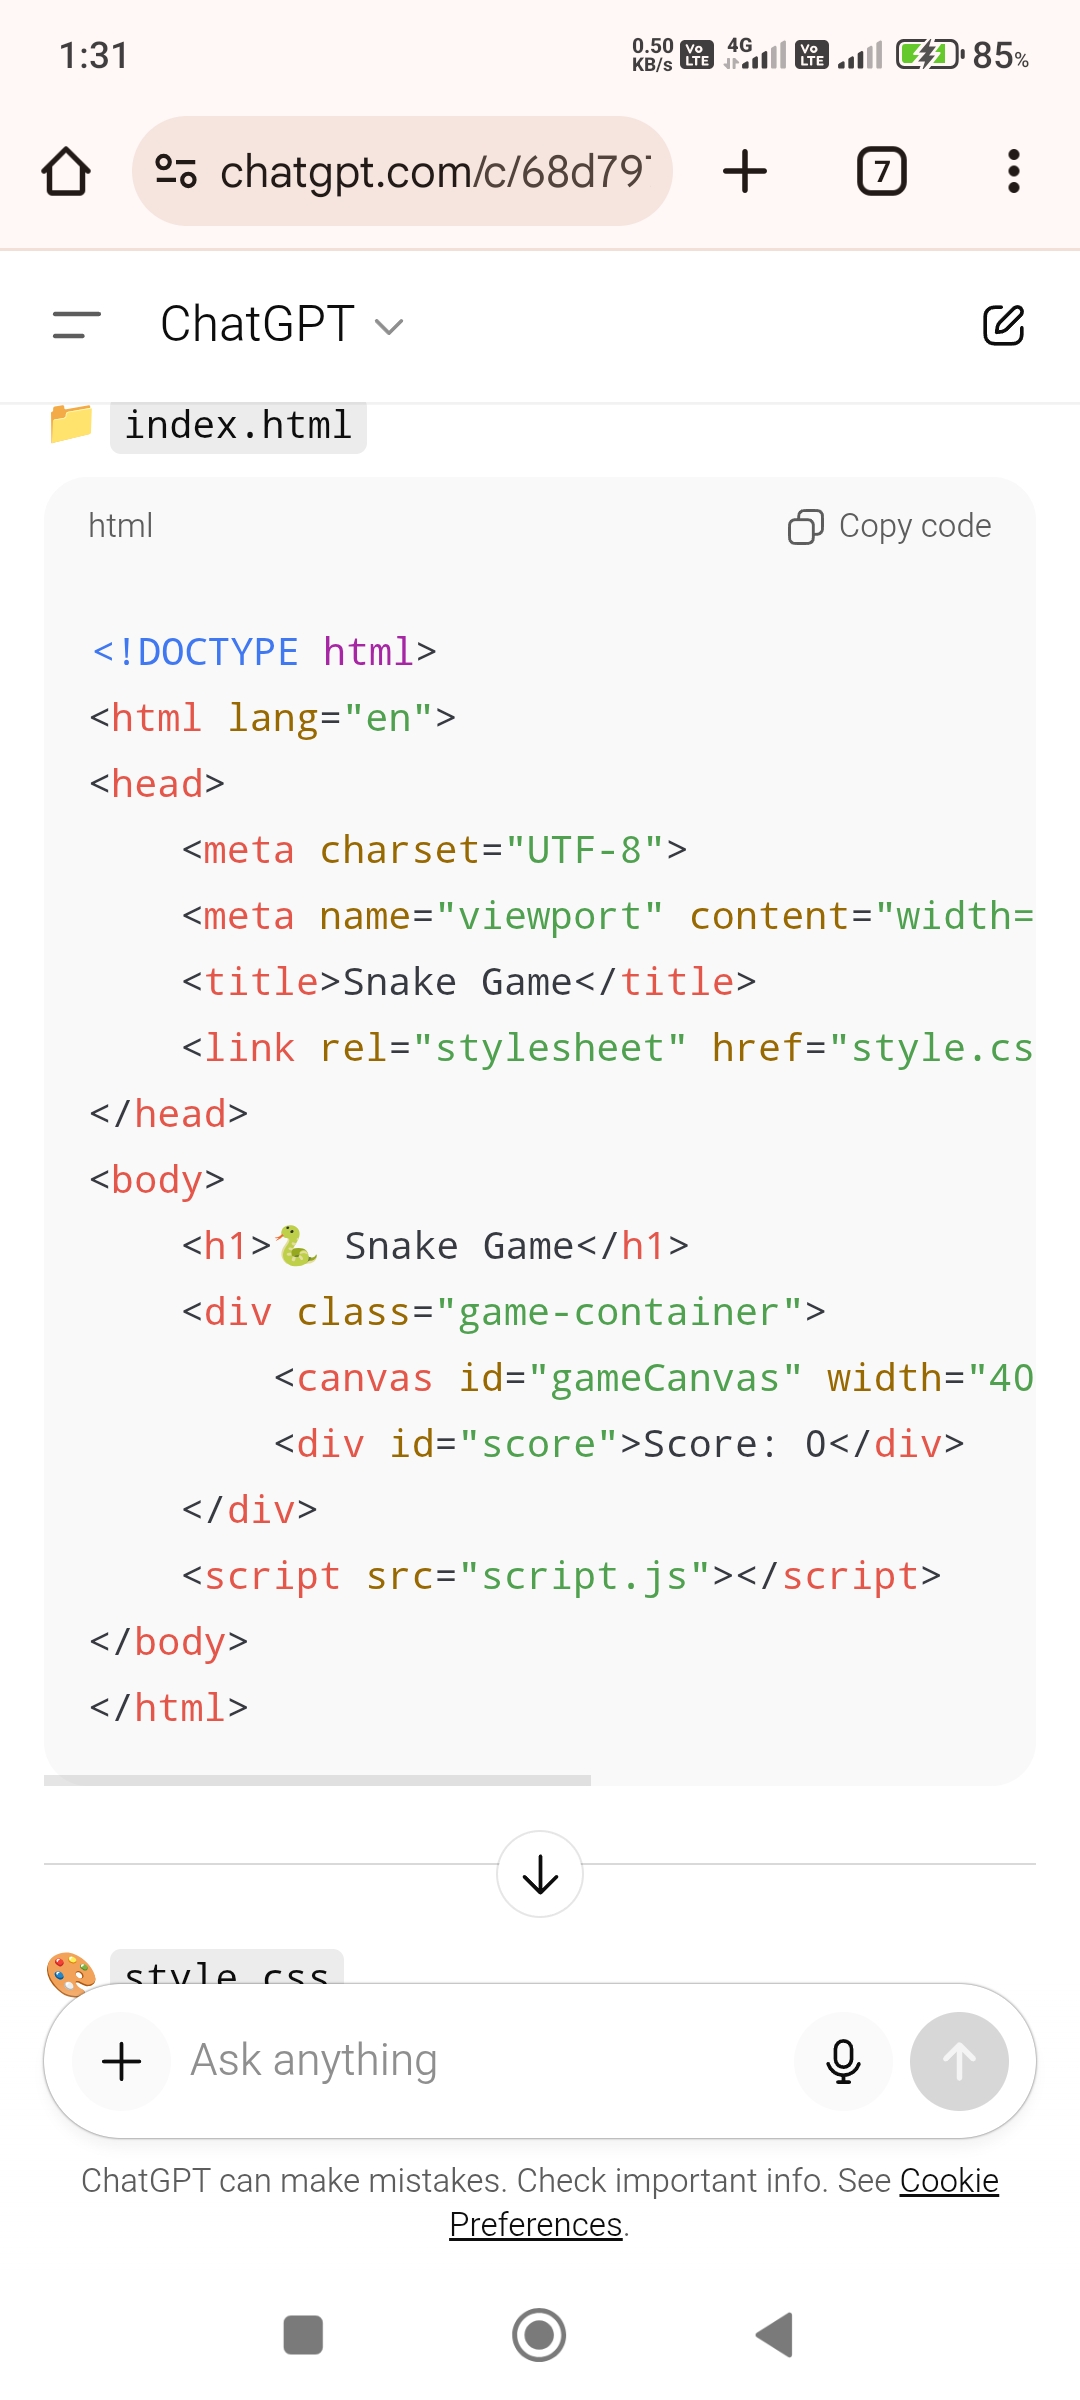 1:31
0.50 KB/s Vo LTE 4G Vo LTE 85%
chatgpt.com/c/68d79
7
ChatGPT
index.html
html Copy code
<!DOCTYPE html>
<html lang="en">
<head>
<meta charset="UTF-8">
<meta name="viewport" content="width=
<title>Snake Game</title>
<link rel="stylesheet" href="style.cs
</head>
<body>
<h1>🐍 Snake Game</h1>
<div class="game-container">
<canvas id="gameCanvas" width="40
<div id="score">Score: 0</div>
</div>
<script src="script.js"></script>
</body>
</html>
style.css
Ask anything
ChatGPT can make mistakes. Check important info. See Cookie
Preferences.